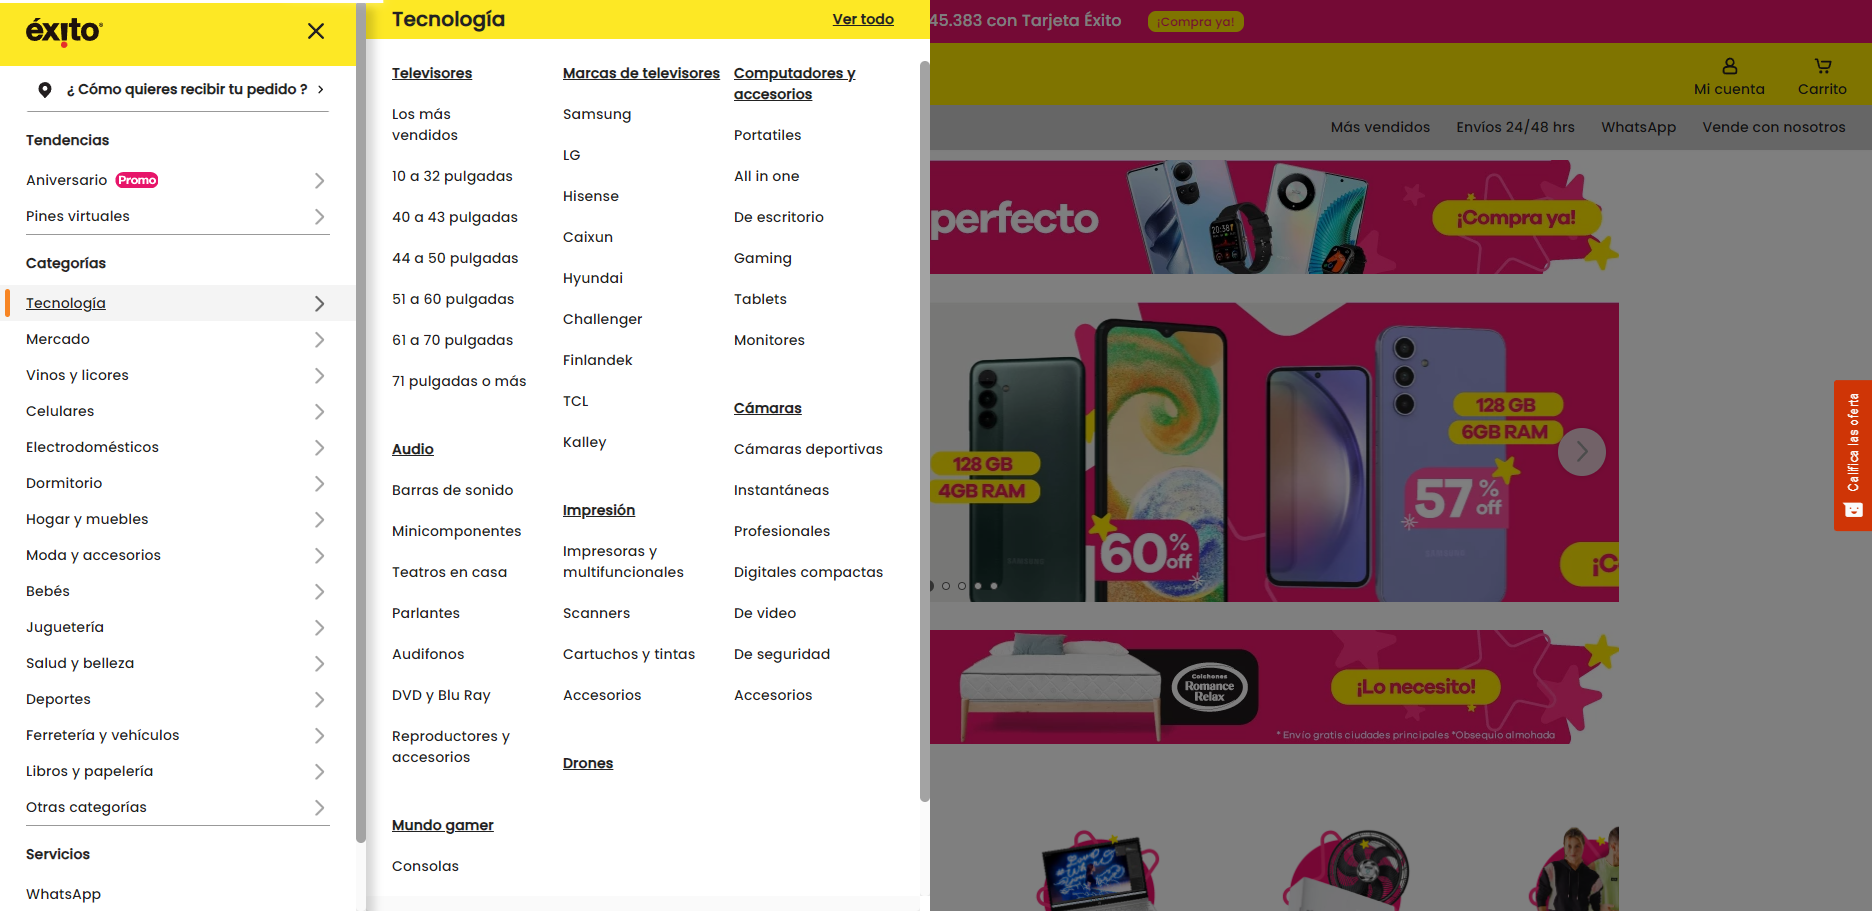 éxito
¿ Cómo quieres recibir tu pedido ?
Tendencias
Aniversario Promo
Pines virtuales
Categorías
Tecnología
Mercado
Vinos y licores
Celulares
Electrodomésticos
Dormitorio
Hogar y muebles
Moda y accesorios
Bebés
Juguetería
Salud y belleza
Deportes
Ferretería y vehículos
Libros y papelería
Otras categorías
Servicios
WhatsApp
Tecnología
Ver todo
Televisores
Los más
vendidos
10 a 32 pulgadas
40 a 43 pulgadas
44 a 50 pulgadas
51 a 60 pulgadas
61 a 70 pulgadas
71 pulgadas o más
Audio
Barras de sonido
Minicomponentes
Teatros en casa
Parlantes
Audifonos
DVD y Blu Ray
Reproductores y
accesorios
Mundo gamer
Consolas
Marcas de televisores
Samsung
LG
Hisense
Caixun
Hyundai
Challenger
Finlandek
TCL
Kalley
Impresión
Impresoras y
multifuncionales
Scanners
Cartuchos y tintas
Accesorios
Drones
Computadores y
accesorios
Portatiles
All in one
De escritorio
Gaming
Tablets
Monitores
Cámaras
Cámaras deportivas
Instantáneas
Profesionales
Digitales compactas
De video
De seguridad
Accesorios
45.383 con Tarjeta Éxito
¡Compra ya!
Mi cuenta
Carrito
Más vendidos
Envíos 24/48 hrs
WhatsApp
Vende con nosotros
perfecto
20:38
¡Compra ya!
128 GB
4GB RAM
60% off
SAMSUNG
128 GB
6GB RAM
57% off
¡C
Califica las oferta
Colchones
Romance
Relax
¡Lo necesito!
* Envío gratis ciudades principales *Obsequio almohada